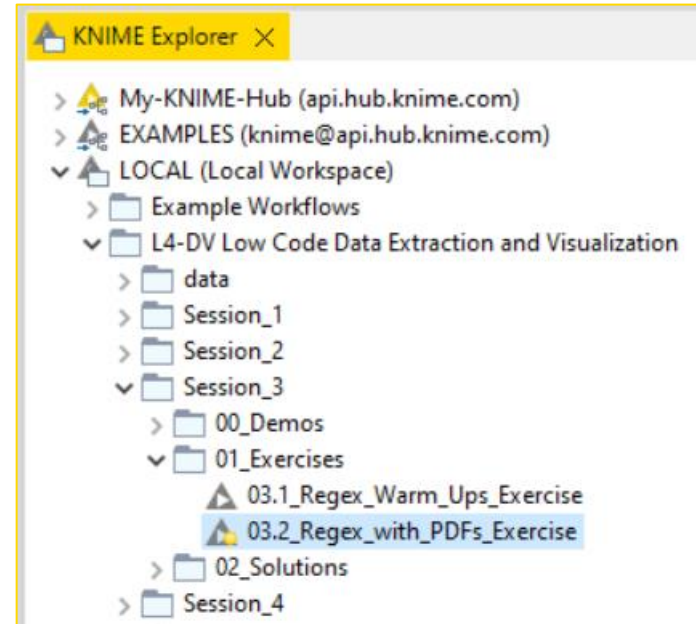 KNIME Explorer
My-KNIME-Hub (api.hub.knime.com)
EXAMPLES (knime@api.hub.knime.com)
LOCAL (Local Workspace)
Example Workflows
L4-DV Low Code Data Extraction and Visualization
data
Session_1
Session_2
Session_3
00_Demos
01_Exercises
03.1_Regex_Warm_Ups_Exercise
03.2_Regex_with_PDFs_Exercise
02_Solutions
Session_4